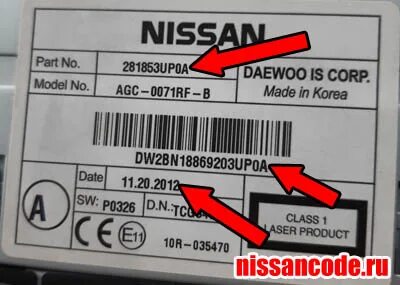 NISSAN
Part No. 281853UP0A
DAEWOO IS CORP.
Made in Korea
Model No. AGC-0071RF-B
DW2BN18869203UP0A
Date 11.20.2012
SW: P0326 D.N.:
A
CE E11 10R-035470
CLASS 1
LASER PRODUCT
nissancode.ru